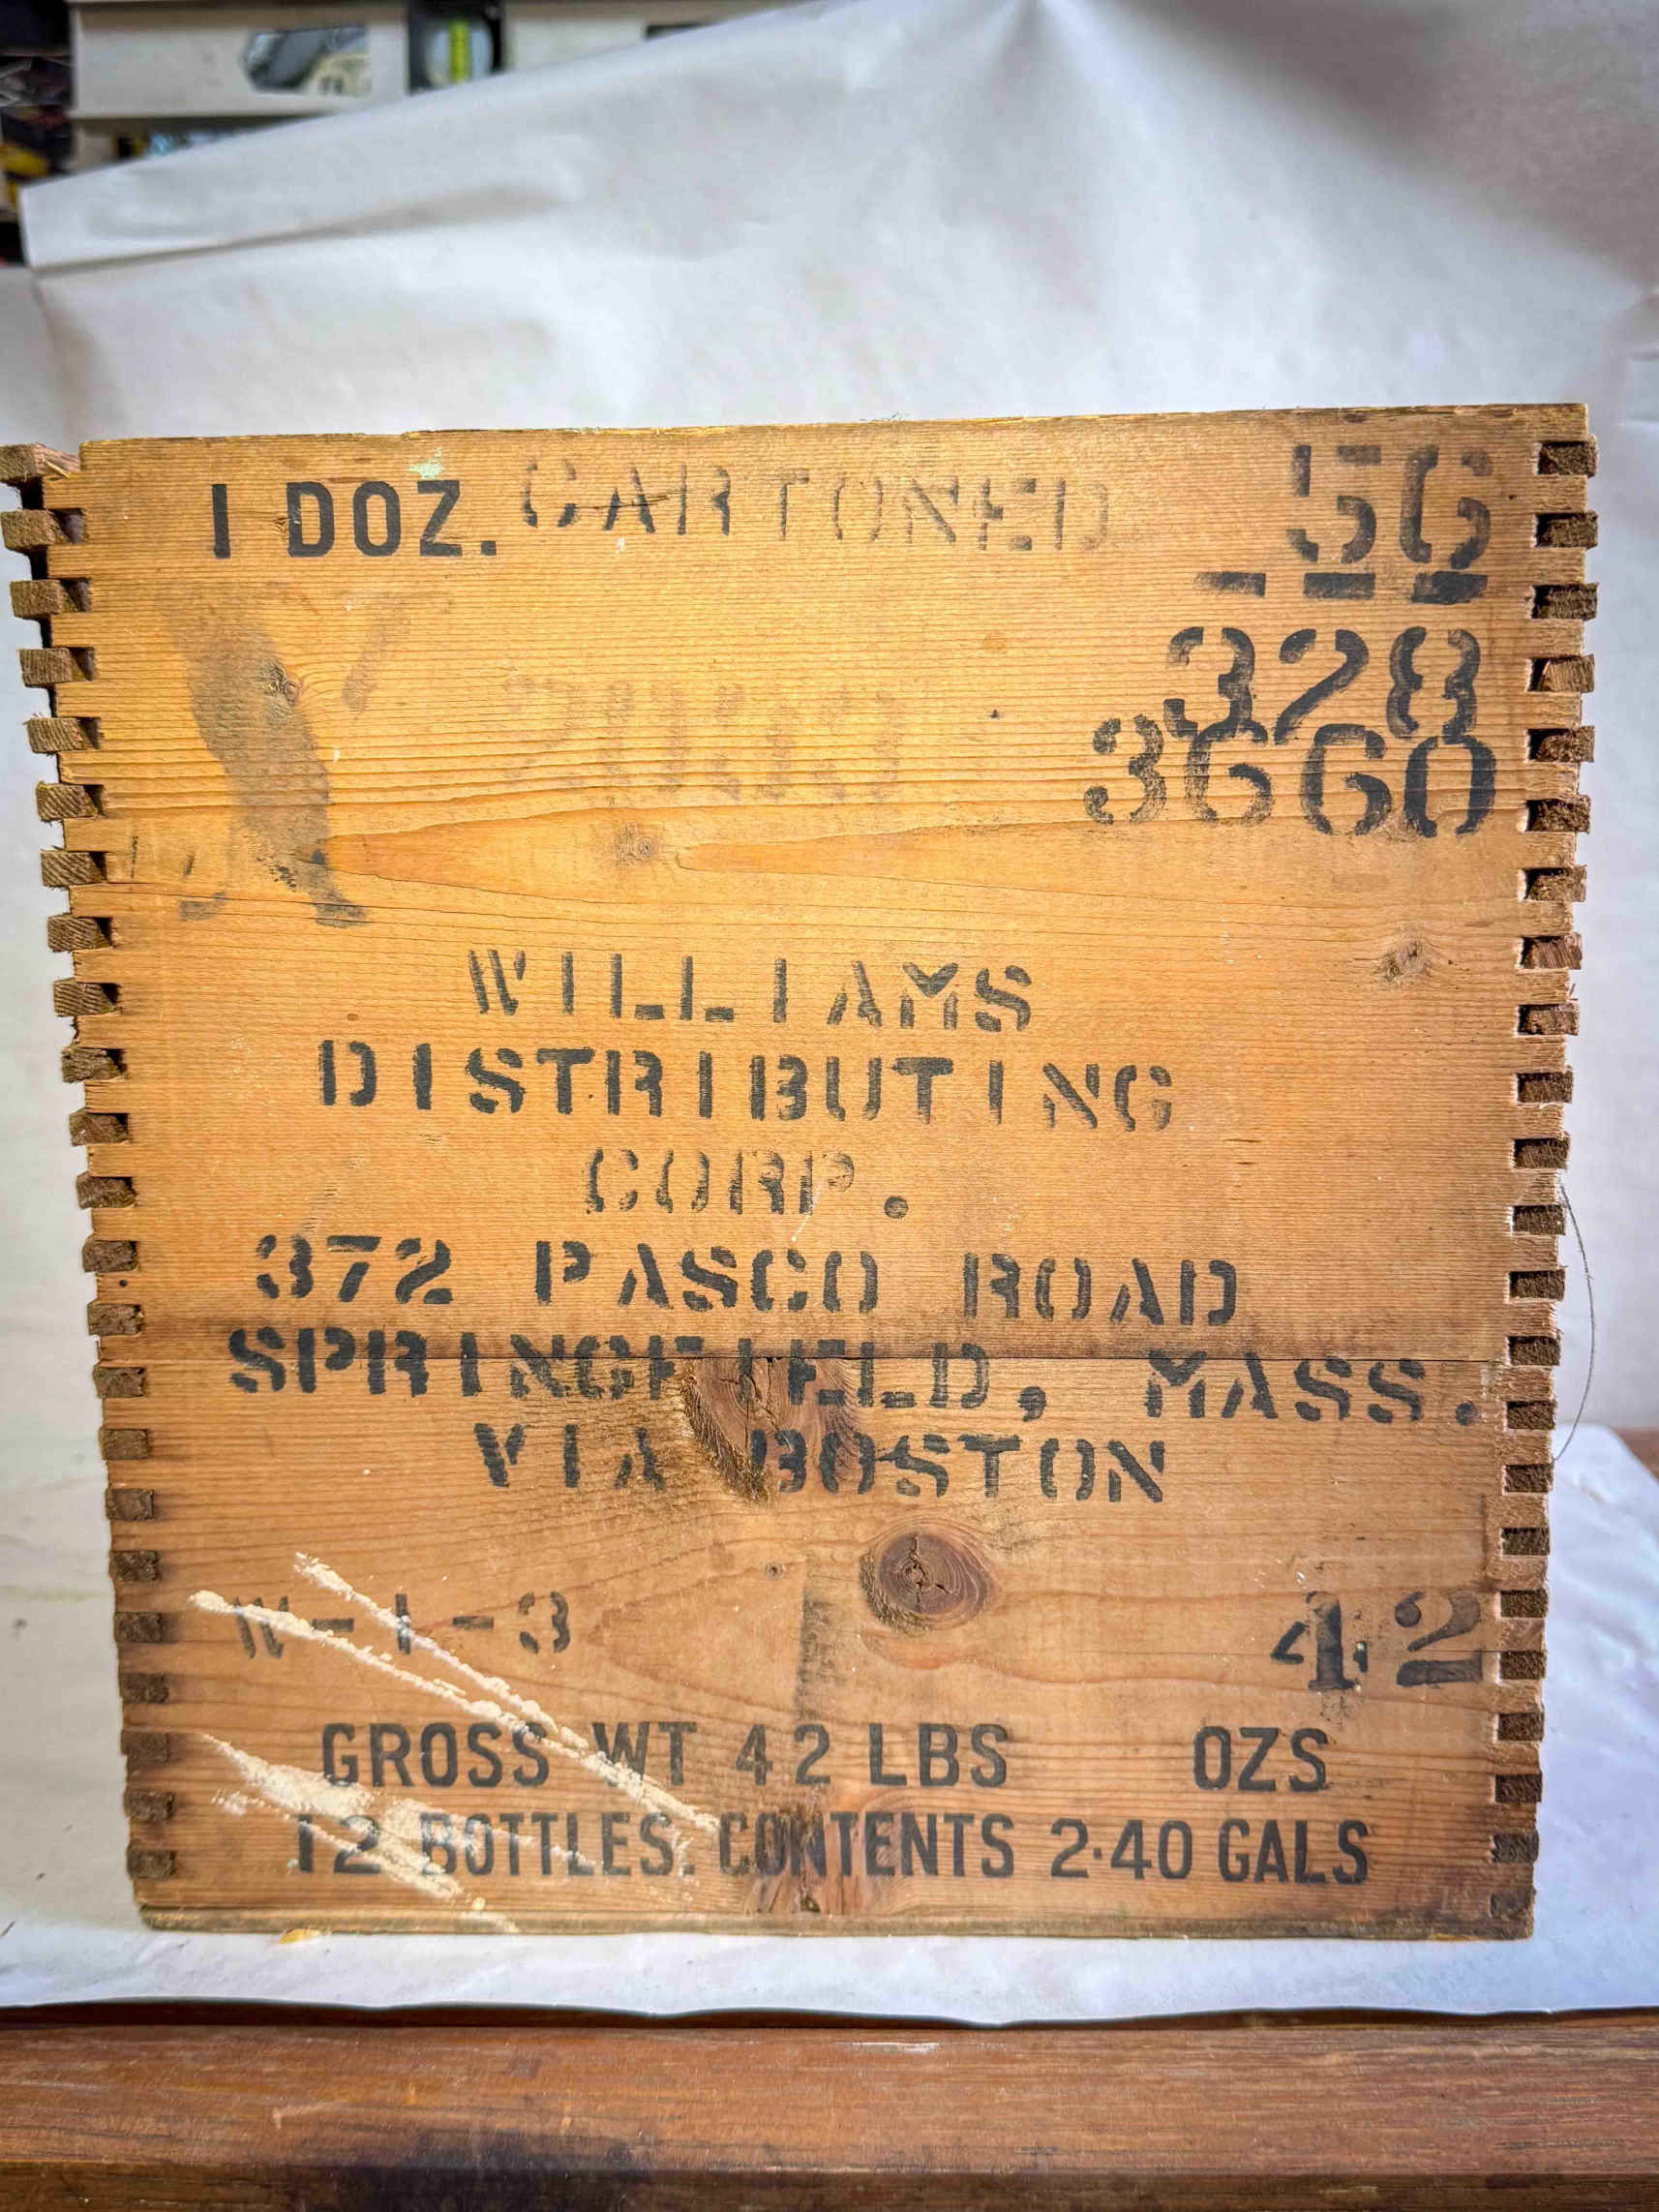 1 DOZ. CARTONED 56
328
3660
WILLIAMS
DISTRIBUTING
CORP.
372 PASCO ROAD
SPRINGFIELD, MASS.
VIA BOSTON
W-1-3 42
GROSS WT 42 LBS OZS
12 BOTTLES. CONTENTS 2·40 GALS